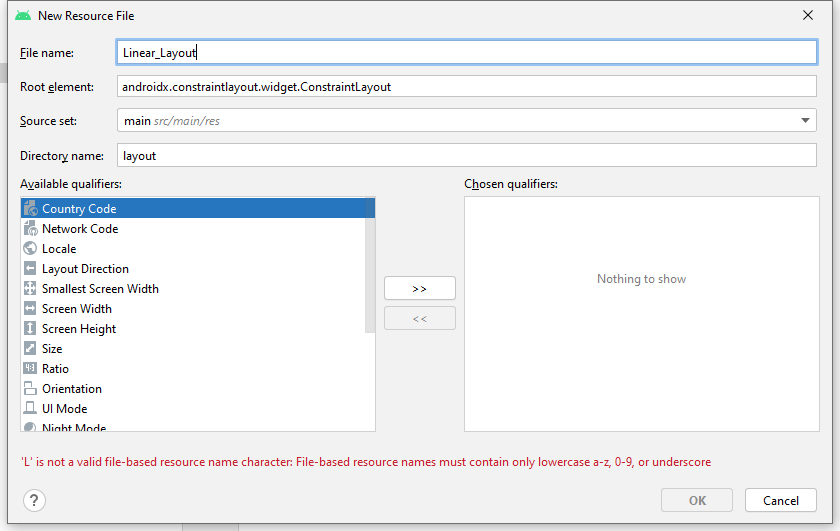 New Resource File
File name: Linear_Layout
Root element: androidx.constraintlayout.widget.ConstraintLayout
Source set: main src/main/res
Directory name: layout
Available qualifiers:
Chosen qualifiers:
Country Code
Network Code
Locale
Layout Direction
Smallest Screen Width
Screen Width
Screen Height
Size
Ratio
Orientation
UI Mode
Night Mode
>>
<<
Nothing to show
'L' is not a valid file-based resource name character: File-based resource names must contain only lowercase a-z, 0-9, or underscore
?
OK
Cancel